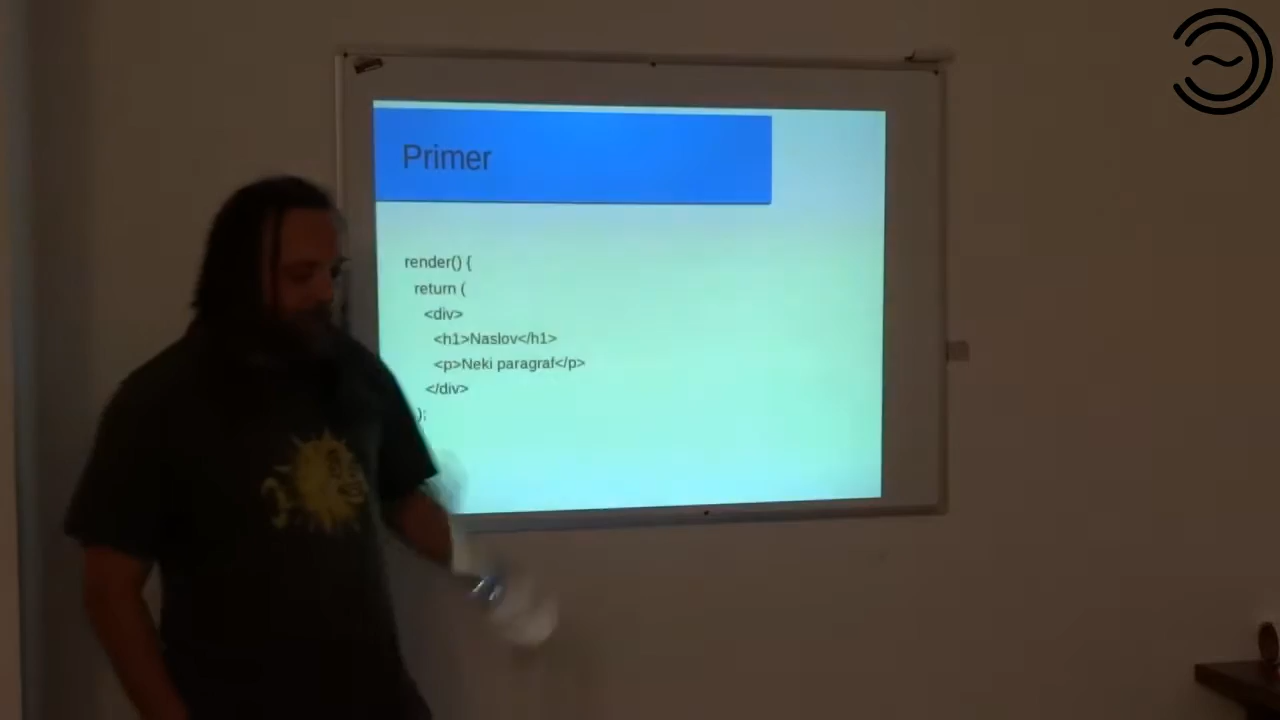 Primer
render() {
return (
<div>
<h1>Naslov</h1>
<p>Neki paragraf</p>
</div>
);